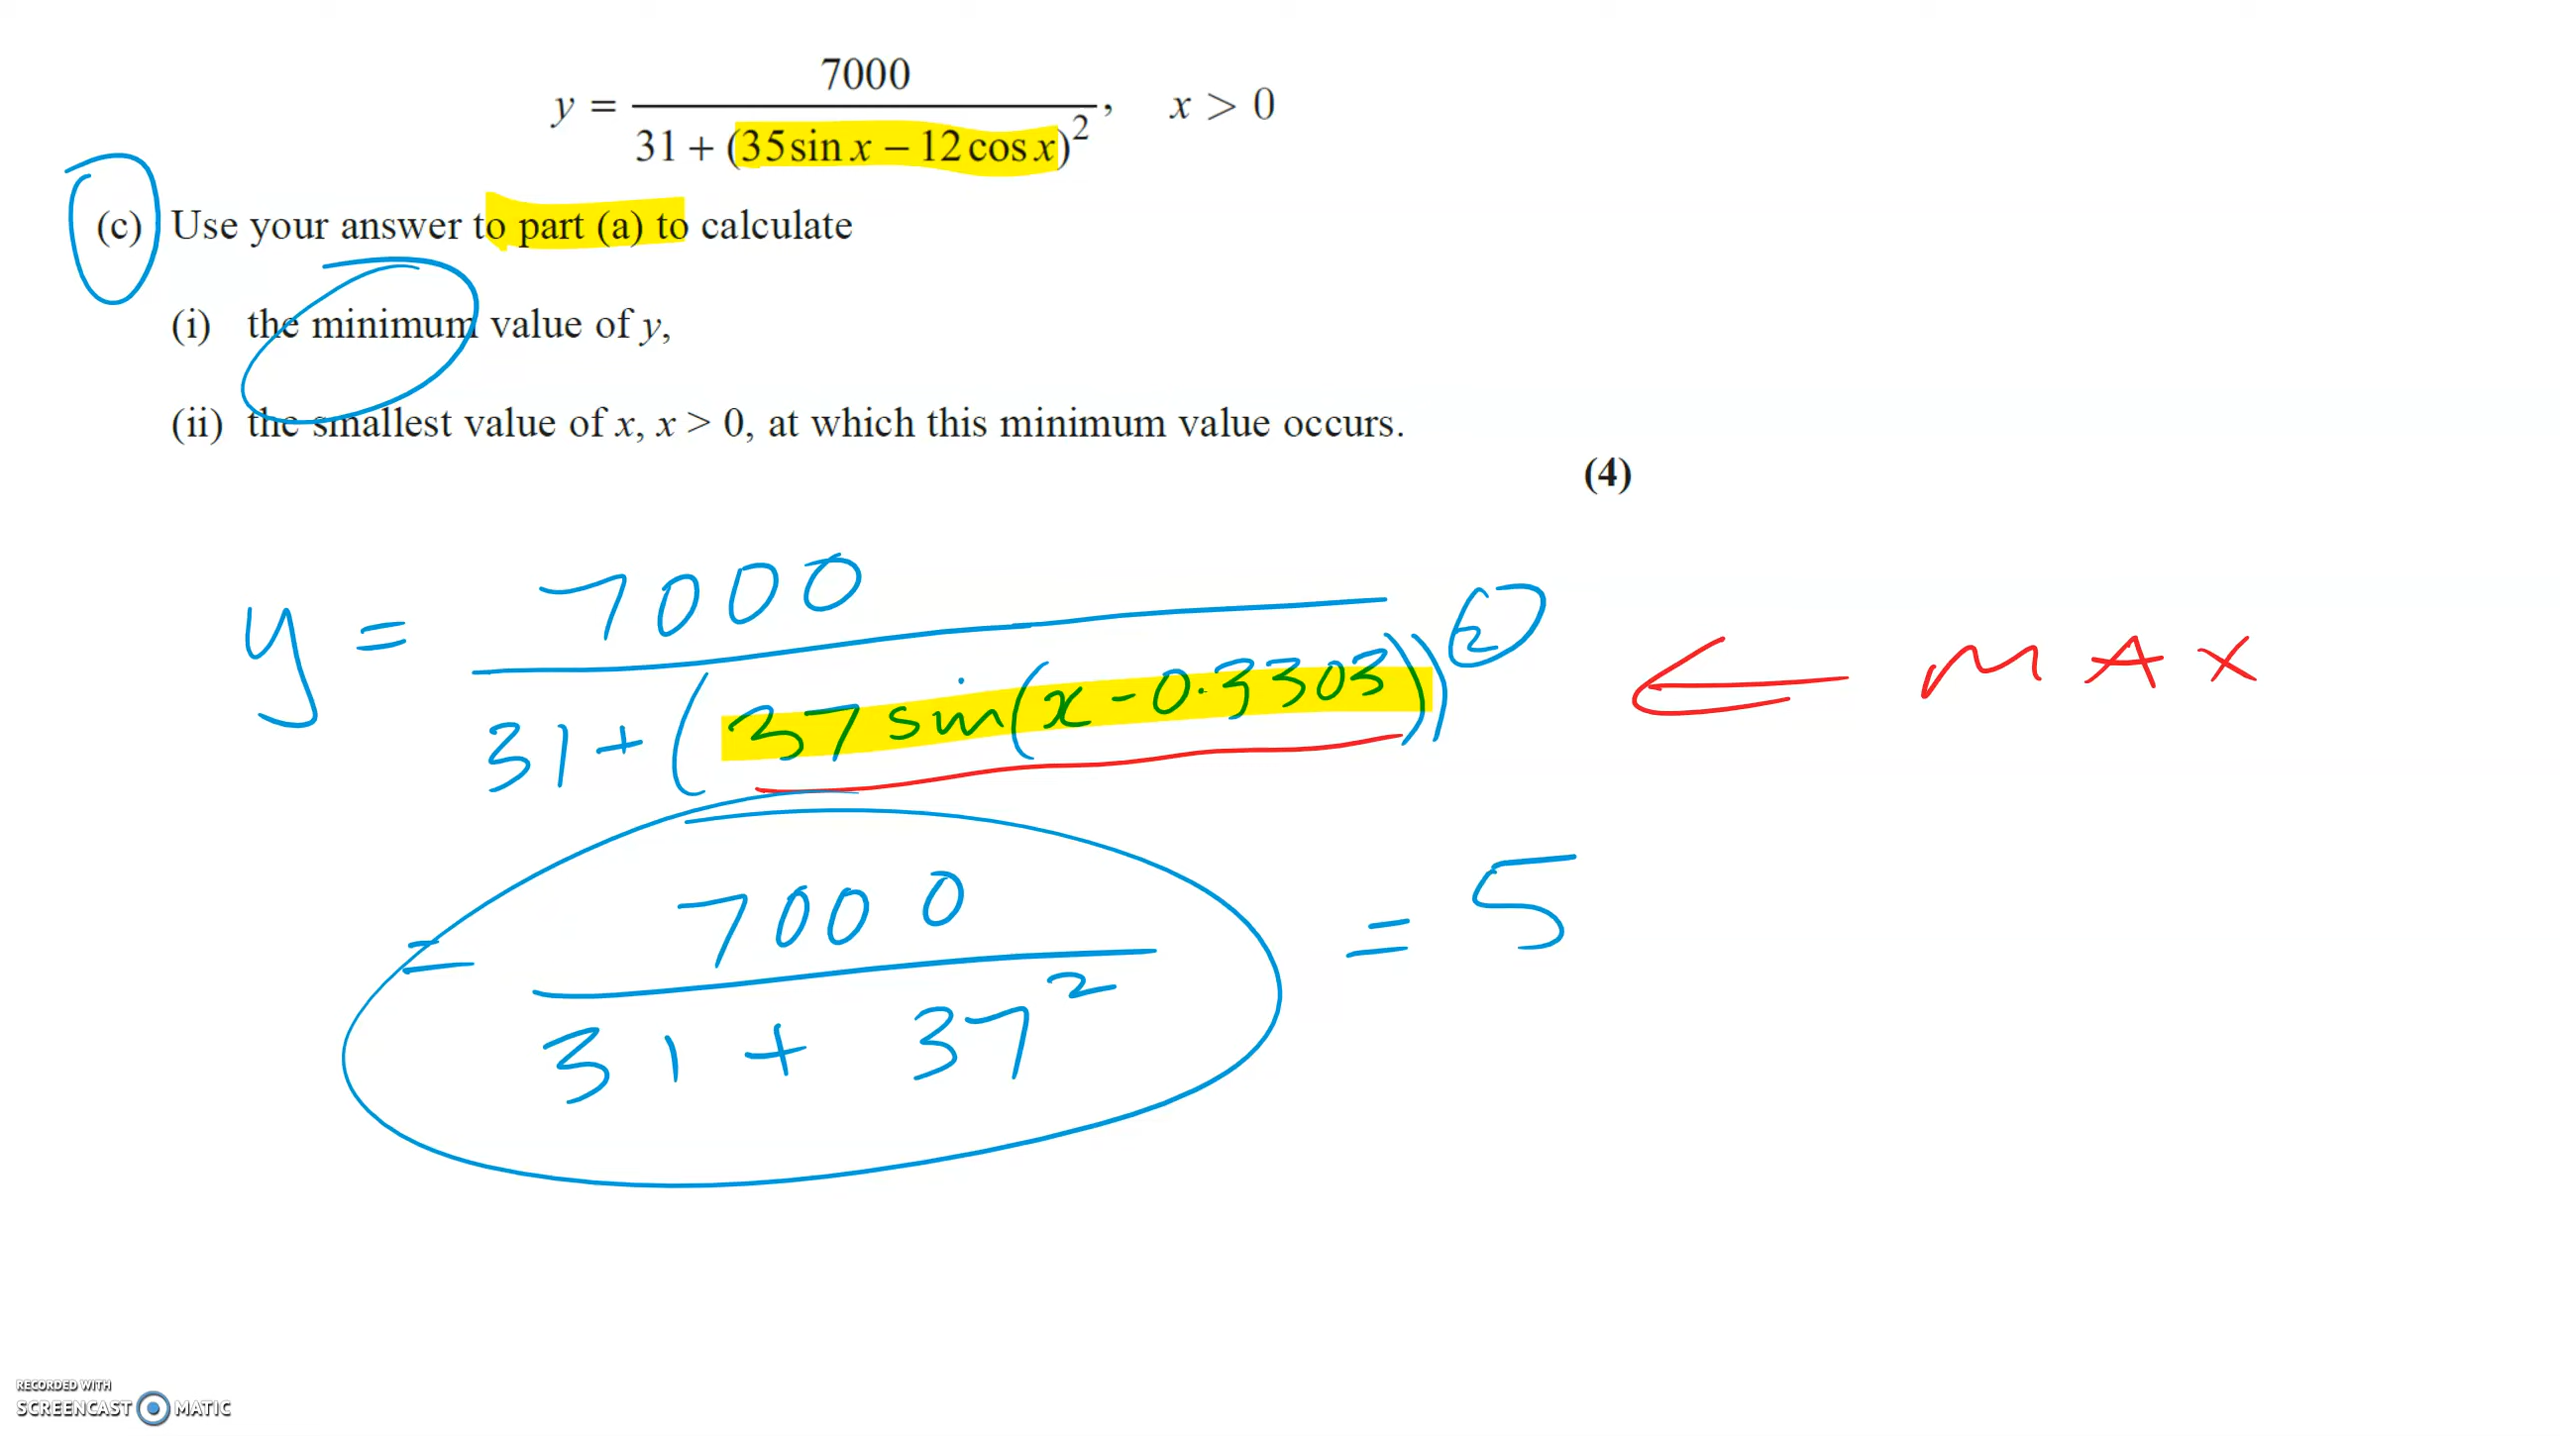 y = 7000 / (31 + (35 sin x − 12 cos x)²), x > 0
(c) Use your answer to part (a) to calculate
(i) the minimum value of y,
(ii) the smallest value of x, x > 0, at which this minimum value occurs.
(4)
y = 7000 / (31 + (37 sin(x − 0.3303))²) ⇐ MAX
= 7000 / (31 + 37²) = 5
RECORDED WITH
SCREENCAST MATIC